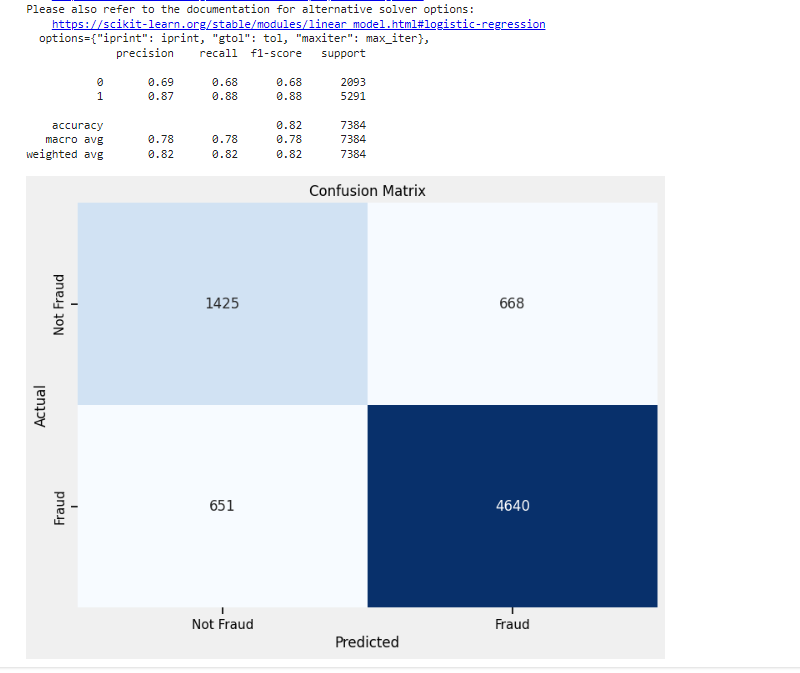 Please also refer to the documentation for alternative solver options:
https://scikit-learn.org/stable/modules/linear_model.html#logistic-regression
options={"iprint": iprint, "gtol": tol, "maxiter": max_iter},
precision recall f1-score support
0 0.69 0.68 0.68 2093
1 0.87 0.88 0.88 5291
accuracy 0.82 7384
macro avg 0.78 0.78 0.78 7384
weighted avg 0.82 0.82 0.82 7384
Confusion Matrix
Actual
Not Fraud
1425 668
Fraud
651 4640
Not Fraud Fraud
Predicted